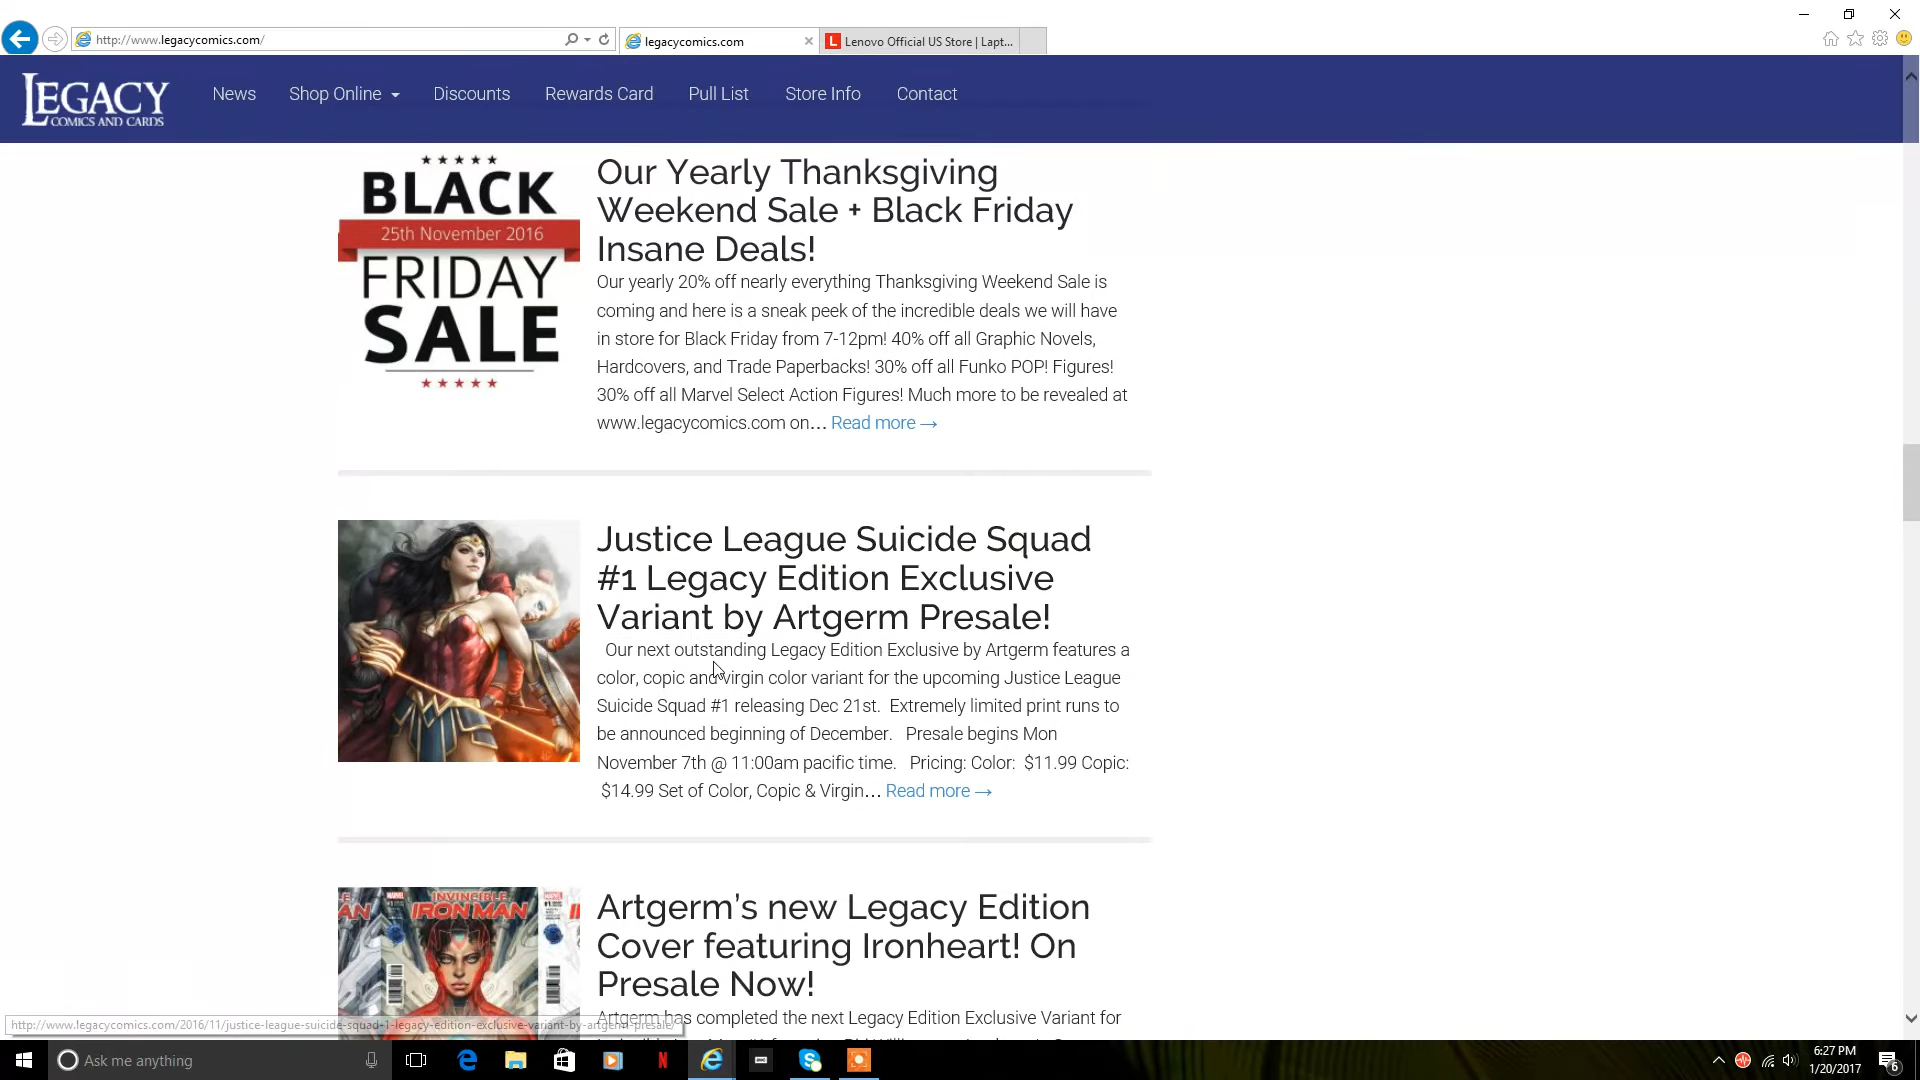 http://www.legacycomics.com/
legacycomics.com
Lenovo Official US Store | Lapt...
LEGACY
COMICS AND CARDS
News
Shop Online
Discounts
Rewards Card
Pull List
Store Info
Contact
BLACK
25th November 2016
FRIDAY
SALE
Our Yearly Thanksgiving
Weekend Sale + Black Friday
Insane Deals!
Our yearly 20% off nearly everything Thanksgiving Weekend Sale is
coming and here is a sneak peek of the incredible deals we will have
in store for Black Friday from 7-12pm! 40% off all Graphic Novels,
Hardcovers, and Trade Paperbacks! 30% off all Funko POP! Figures!
30% off all Marvel Select Action Figures! Much more to be revealed at
www.legacycomics.com on… Read more →
Justice League Suicide Squad
#1 Legacy Edition Exclusive
Variant by Artgerm Presale!
Our next outstanding Legacy Edition Exclusive by Artgerm features a
color, copic and virgin color variant for the upcoming Justice League
Suicide Squad #1 releasing Dec 21st. Extremely limited print runs to
be announced beginning of December. Presale begins Mon
November 7th @ 11:00am pacific time. Pricing: Color: $11.99 Copic:
$14.99 Set of Color, Copic & Virgin… Read more →
INVINCIBLE
IRON MAN
Artgerm's new Legacy Edition
Cover featuring Ironheart! On
Presale Now!
Artgerm has completed the next Legacy Edition Exclusive Variant for
http://www.legacycomics.com/2016/11/justice-league-suicide-squad-1-legacy-edition-exclusive-variant-by-artgerm-presale/
Ask me anything
6:27 PM
1/20/2017
6